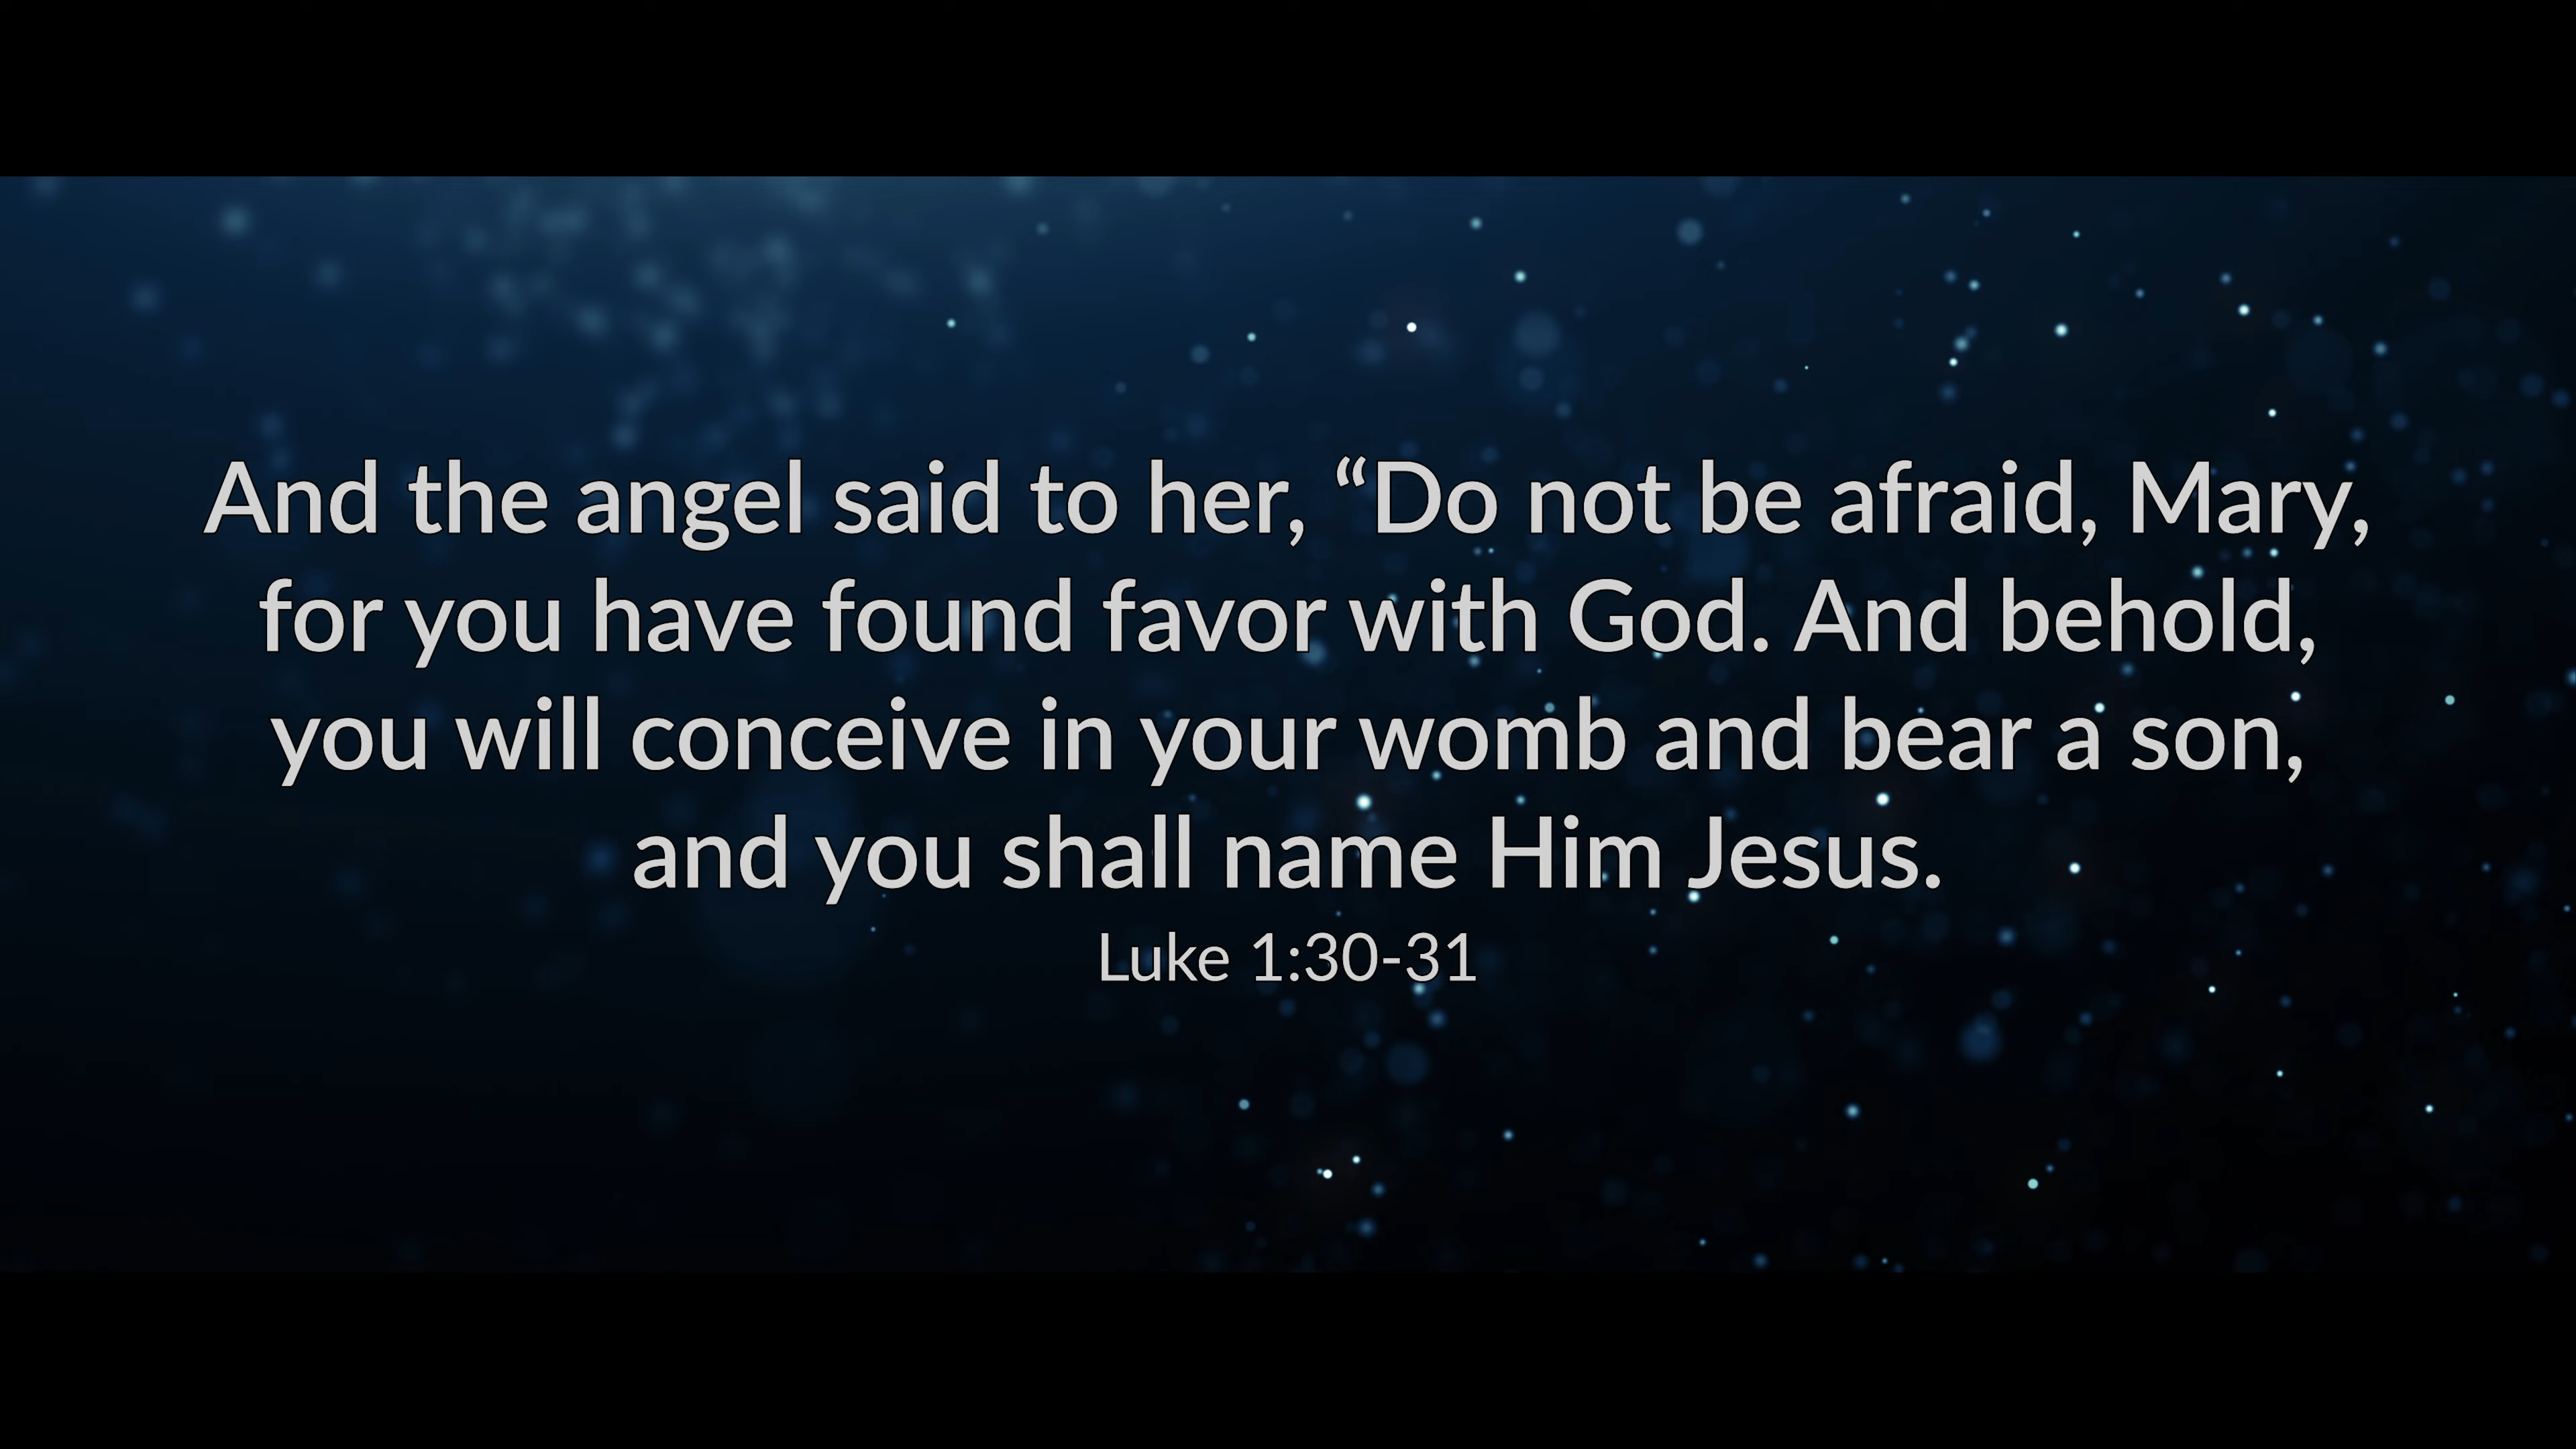 And the angel said to her, “Do not be afraid, Mary,
for you have found favor with God. And behold,
you will conceive in your womb and bear a son,
and you shall name Him Jesus.
Luke 1:30-31